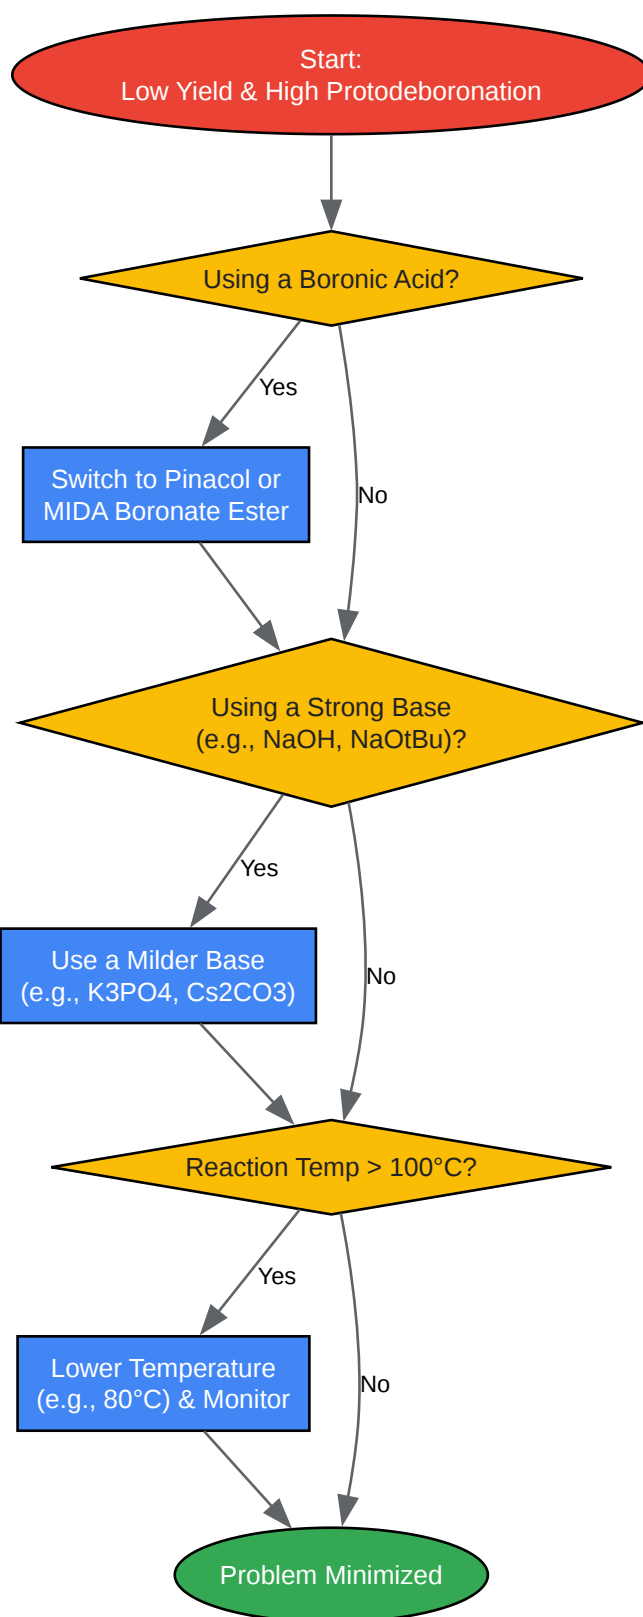 Start:
Low Yield & High Protodeboronation
Using a Boronic Acid?
Yes
Switch to Pinacol or
MIDA Boronate Ester
No
Using a Strong Base
(e.g., NaOH, NaOtBu)?
Yes
Use a Milder Base
(e.g., K3PO4, Cs2CO3)
No
Reaction Temp > 100°C?
Yes
Lower Temperature
(e.g., 80°C) & Monitor
No
Problem Minimized